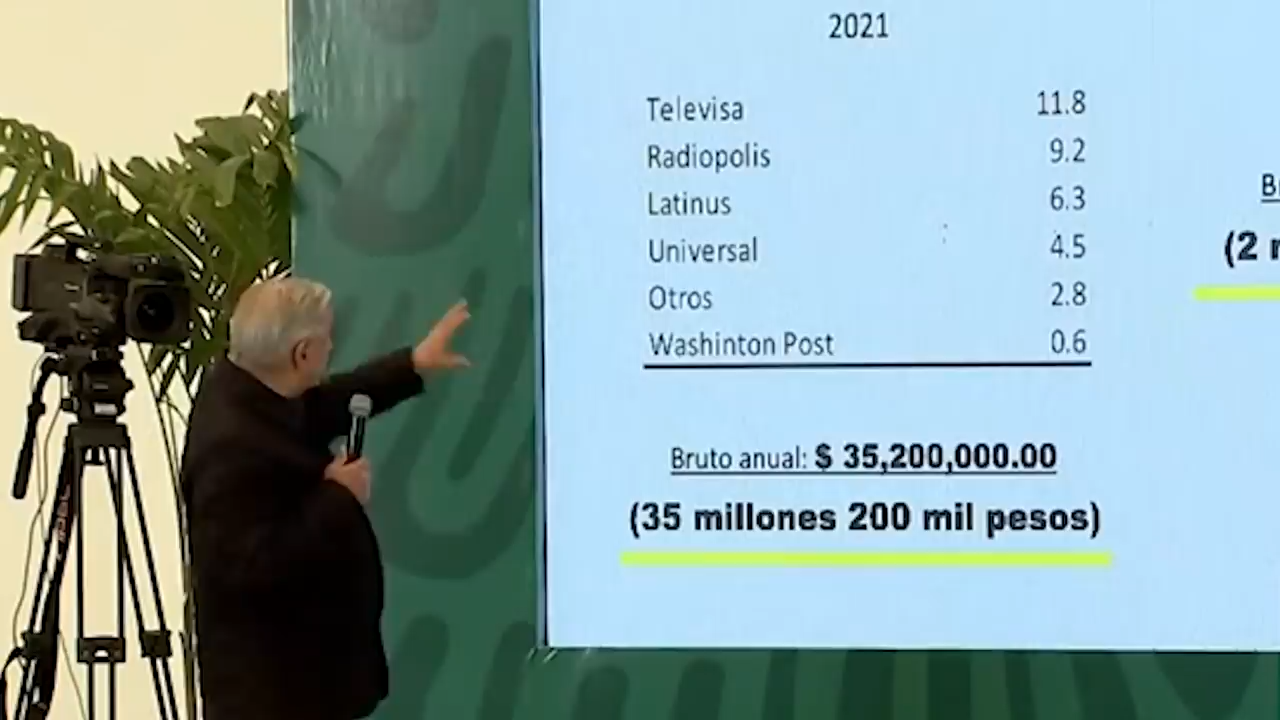 2021
Televisa 11.8
Radiopolis 9.2
Latinus 6.3
Universal 4.5
Otros 2.8
Washinton Post 0.6
Bruto anual: $ 35,200,000.00
(35 millones 200 mil pesos)
(2